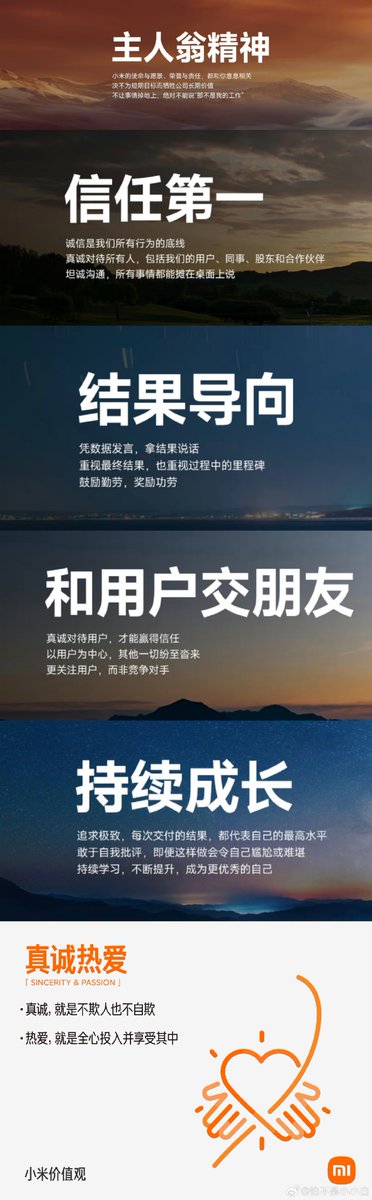 主人翁精神
小米的使命与愿景、荣誉与责任，都和你息息相关
决不为短期目标而牺牲公司长期价值
不让事情掉地上，绝对不能说“那不是我的工作”
信任第一
诚信是我们所有行为的底线
真诚对待所有人，包括我们的用户、同事、股东和合作伙伴
坦诚沟通，所有事情都能摊在桌面上说
结果导向
凭数据发言，拿结果说话
重视最终结果，也重视过程中的里程碑
鼓励勤劳，奖励功劳
和用户交朋友
真诚对待用户，才能赢得信任
以用户为中心，其他一切纷至沓来
更关注用户，而非竞争对手
持续成长
追求极致，每次交付的结果，都代表自己的最高水平
敢于自我批评，即便这样做会令自己尴尬或难堪
持续学习，不断提升，成为更优秀的自己
真诚热爱
「 SINCERITY & PASSION 」
·真诚，就是不欺人也不自欺
·热爱，就是全心投入并享受其中
小米价值观
mi